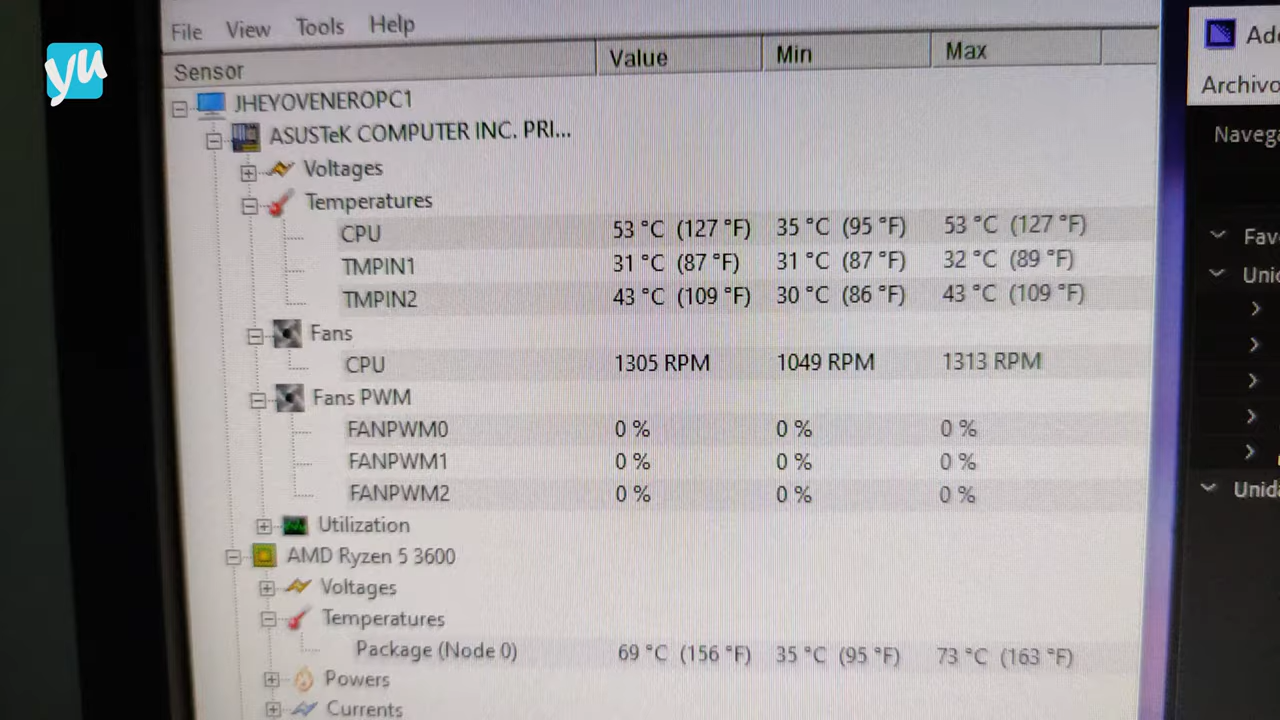 yu
File View Tools Help
Sensor Value Min Max
JHEYOVENEROPC1
ASUSTeK COMPUTER INC. PRI...
Voltages
Temperatures
CPU 53 °C (127 °F) 35 °C (95 °F) 53 °C (127 °F)
TMPIN1 31 °C (87 °F) 31 °C (87 °F) 32 °C (89 °F)
TMPIN2 43 °C (109 °F) 30 °C (86 °F) 43 °C (109 °F)
Fans
CPU 1305 RPM 1049 RPM 1313 RPM
Fans PWM
FANPWM0 0 % 0 % 0 %
FANPWM1 0 % 0 % 0 %
FANPWM2 0 % 0 % 0 %
Utilization
AMD Ryzen 5 3600
Voltages
Temperatures
Package (Node 0) 69 °C (156 °F) 35 °C (95 °F) 73 °C (163 °F)
Powers
Currents
Ado
Archivo
Navega
Fav
Unid
Unida